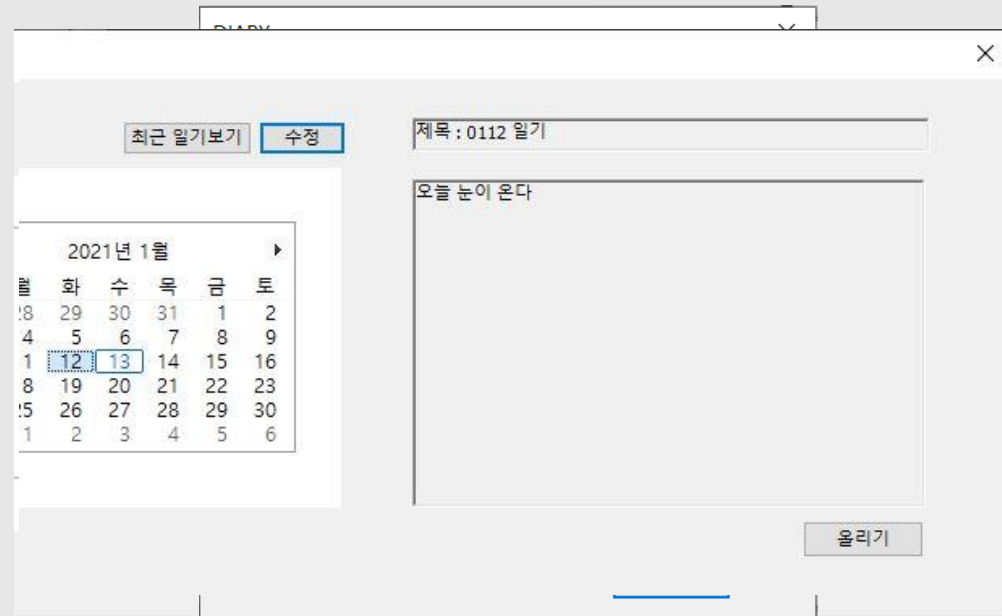 최근 일기보기 수정
제목 : 0112 일기
오늘 눈이 온다
2021년 1월
화 수 목 금 토
29 30 31 1 2
4 5 6 7 8 9
12 13 14 15 16
19 20 21 22 23
26 27 28 29 30
1 2 3 4 5 6
올리기